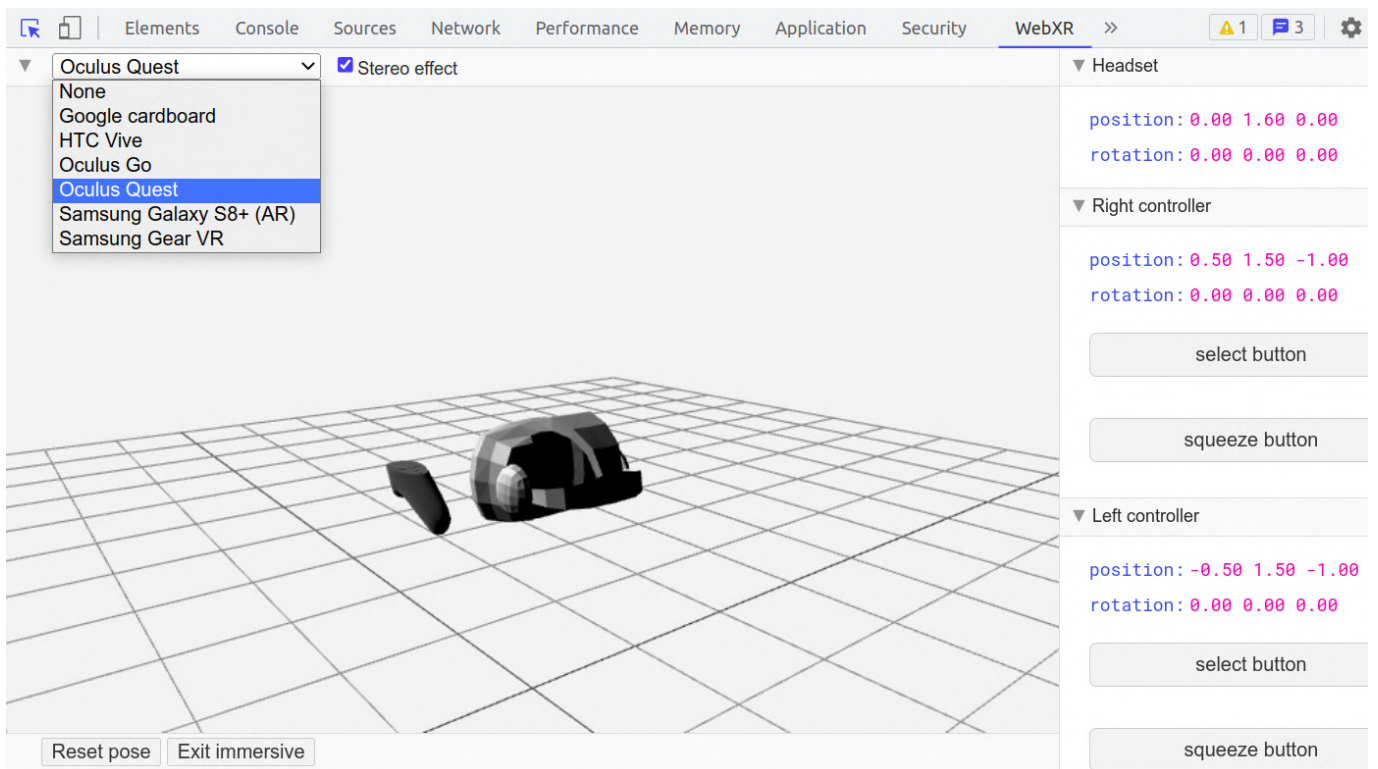 Elements Console Sources Network Performance Memory Application Security WebXR » 1 3
Oculus Quest
Stereo effect
None
Google cardboard
HTC Vive
Oculus Go
Oculus Quest
Samsung Galaxy S8+ (AR)
Samsung Gear VR
Reset pose Exit immersive
Headset
position: 0.00 1.60 0.00
rotation: 0.00 0.00 0.00
Right controller
position: 0.50 1.50 -1.00
rotation: 0.00 0.00 0.00
select button
squeeze button
Left controller
position: -0.50 1.50 -1.00
rotation: 0.00 0.00 0.00
select button
squeeze button